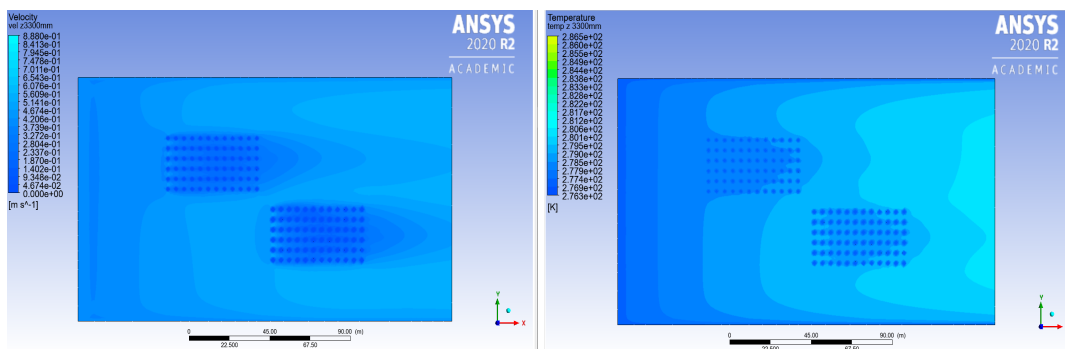 Velocity
vel z3300mm
8.880e-01
8.413e-01
7.945e-01
7.478e-01
7.011e-01
6.543e-01
6.076e-01
5.609e-01
5.141e-01
4.674e-01
4.206e-01
3.739e-01
3.272e-01
2.804e-01
2.337e-01
1.870e-01
1.402e-01
9.348e-02
4.674e-02
0.000e+00
[m s^-1]
ANSYS
2020 R2
ACADEMIC
0
45.00
90.00
(m)
22.500
67.50
Y
X
Temperature
temp z 3300mm
2.865e+02
2.860e+02
2.855e+02
2.849e+02
2.844e+02
2.838e+02
2.833e+02
2.828e+02
2.822e+02
2.817e+02
2.812e+02
2.806e+02
2.801e+02
2.795e+02
2.790e+02
2.785e+02
2.779e+02
2.774e+02
2.769e+02
2.763e+02
[K]
ANSYS
2020 R2
ACADEMIC
0
45.00
90.00 (m)
22.500
67.50
Y
X